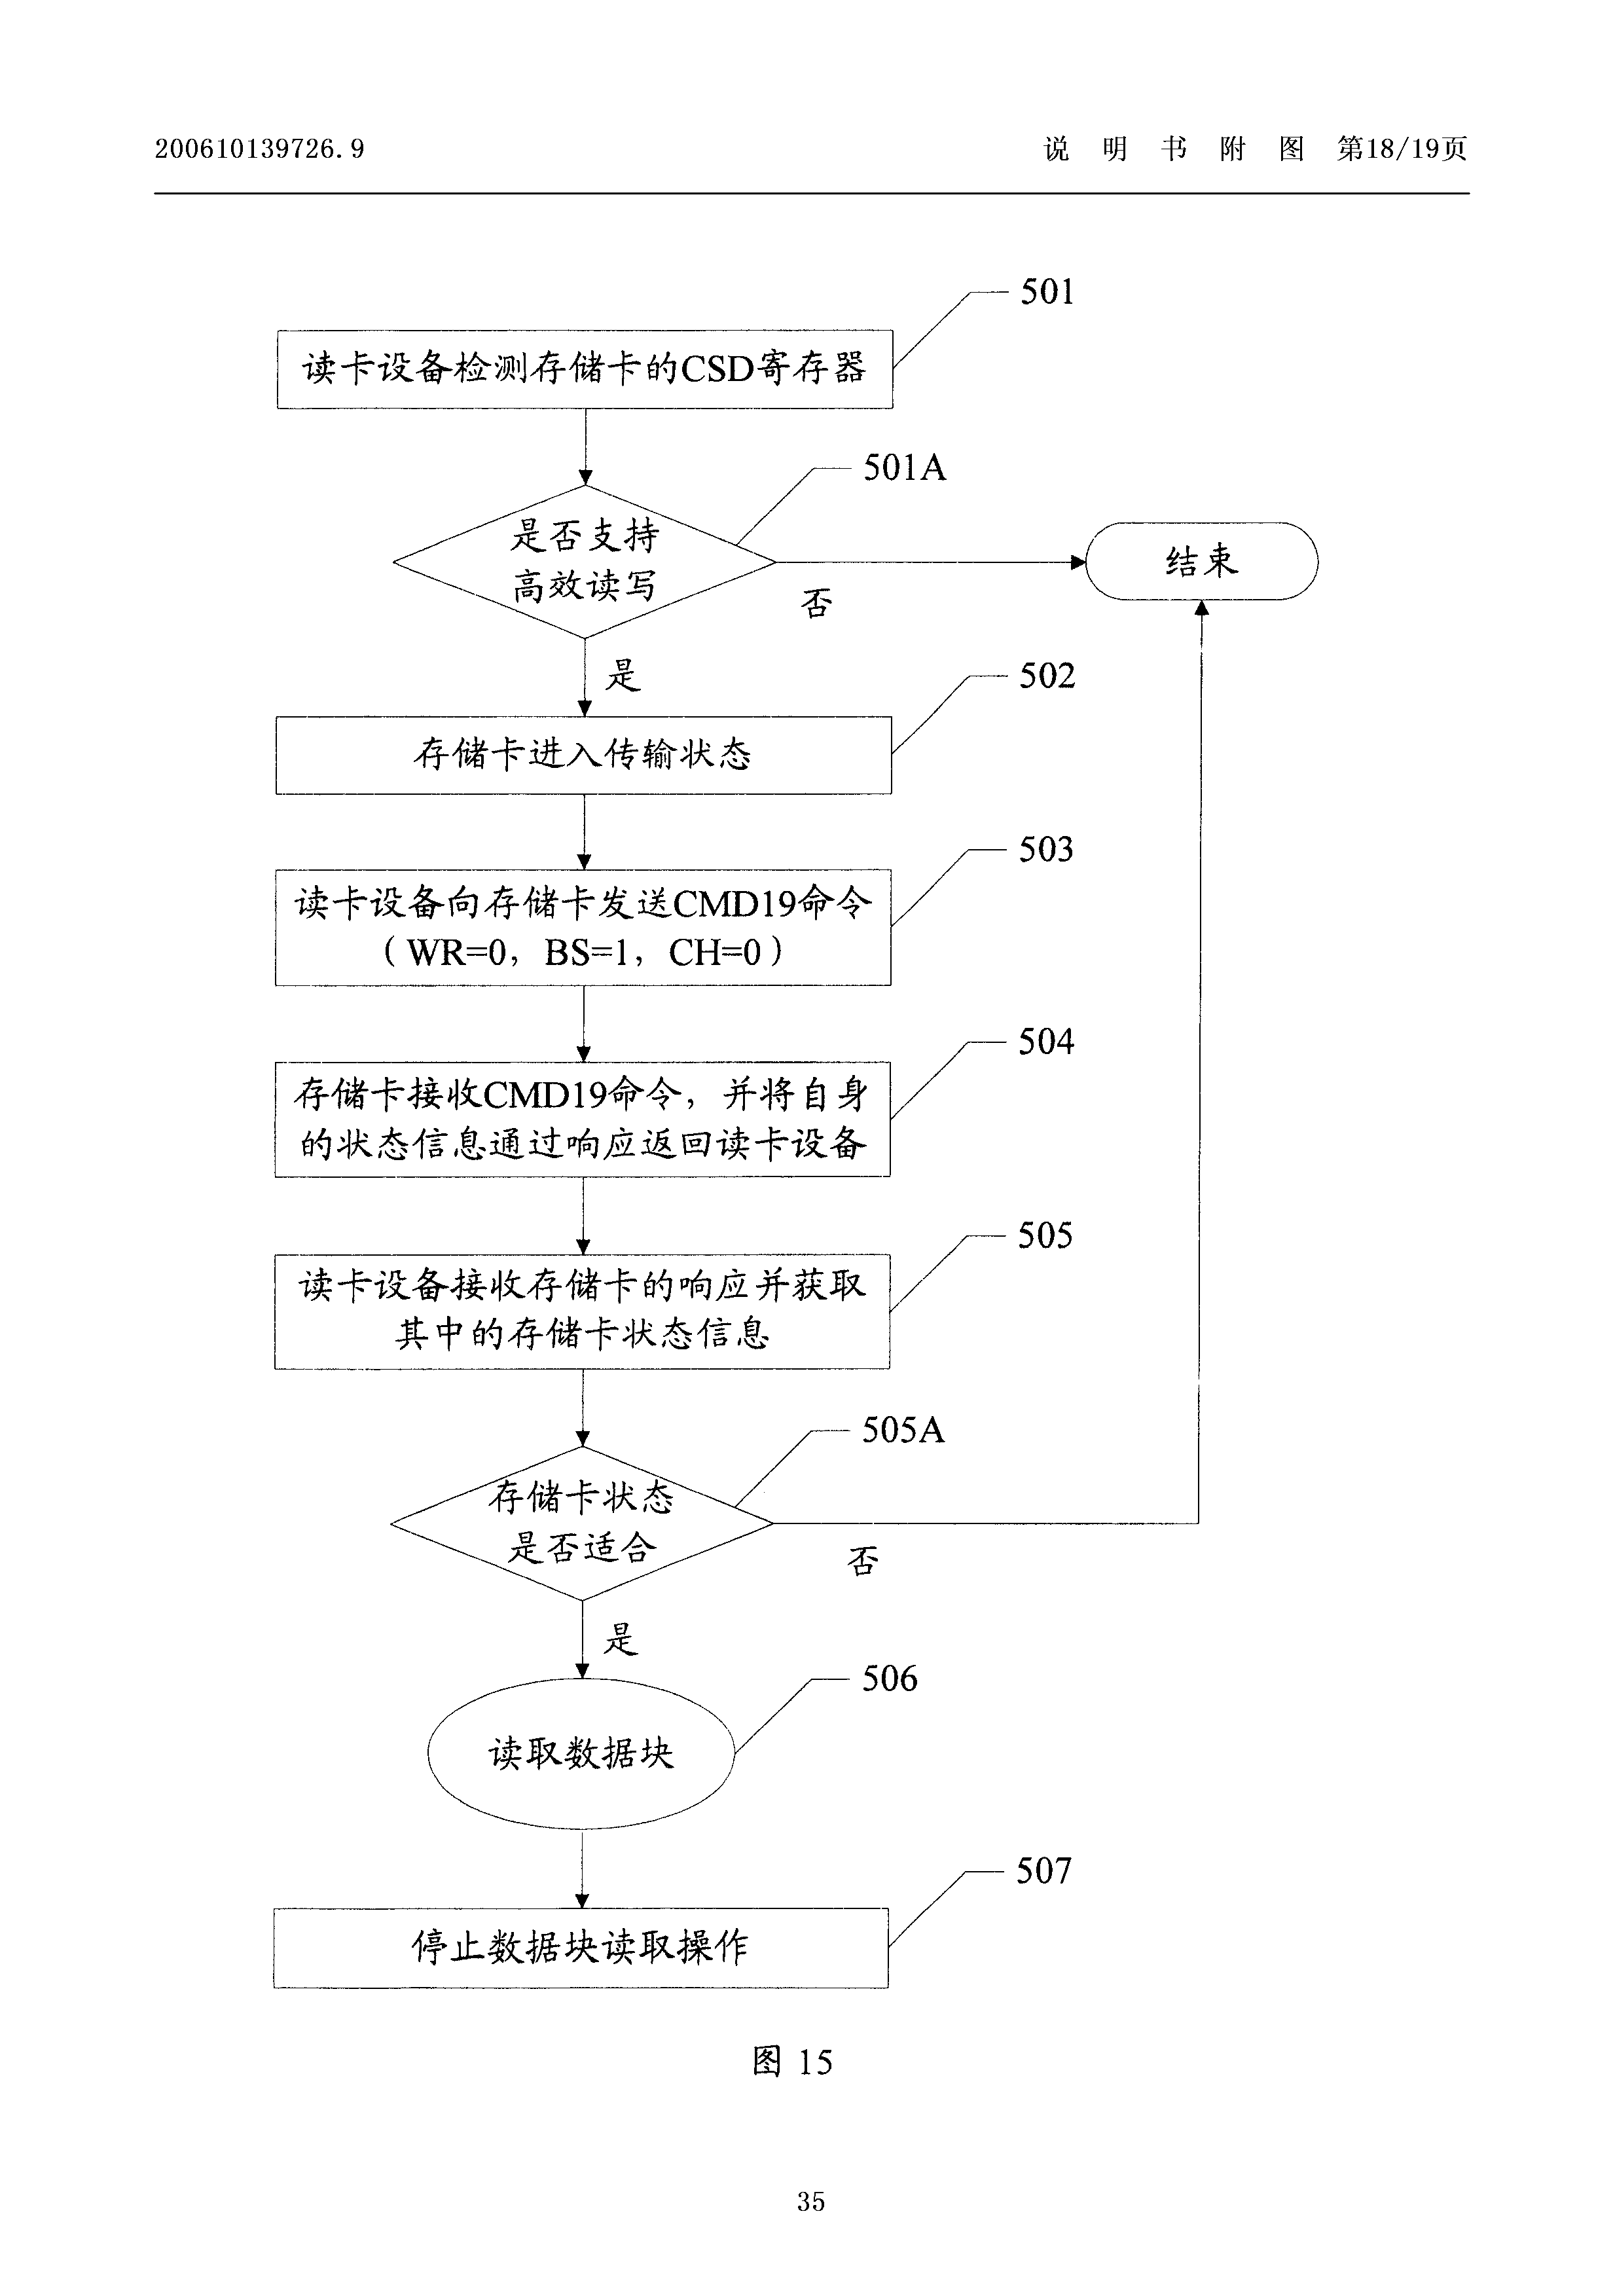 200610139726.9
说 明 书 附 图 第18/19页
501
读卡设备检测存储卡的CSD寄存器
501A
是否支持
高效读写
结束
否
是
502
存储卡进入传输状态
503
读卡设备向存储卡发送CMD19命令
（WR=0，BS=1，CH=0）
504
存储卡接收CMD19命令，并将自身
的状态信息通过响应返回读卡设备
505
读卡设备接收存储卡的响应并获取
其中的存储卡状态信息
505A
存储卡状态
是否适合
否
是
506
读取数据块
507
停止数据块读取操作
图 15
35